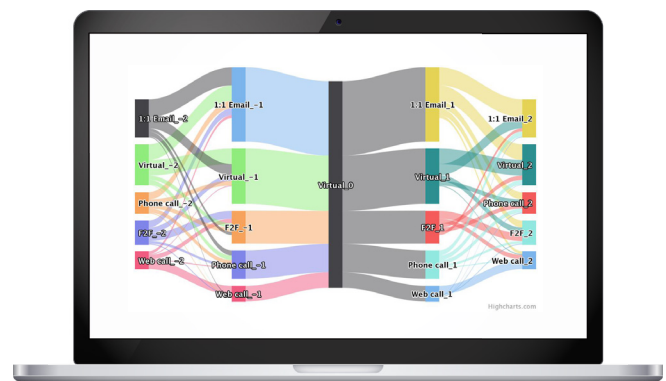 1:1 Email_-2
Virtual_-2
Phone call_-2
F2F_-2
Web call_-2
1:1 Email_-1
Virtual_-1
F2F_-1
Phone call_-1
Web call_-1
Virtual_0
1:1 Email_1
Virtual_1
F2F_1
Phone call_1
Web call_1
1:1 Email_2
Virtual_2
Phone call_2
F2F_2
Web call_2
Highcharts.com